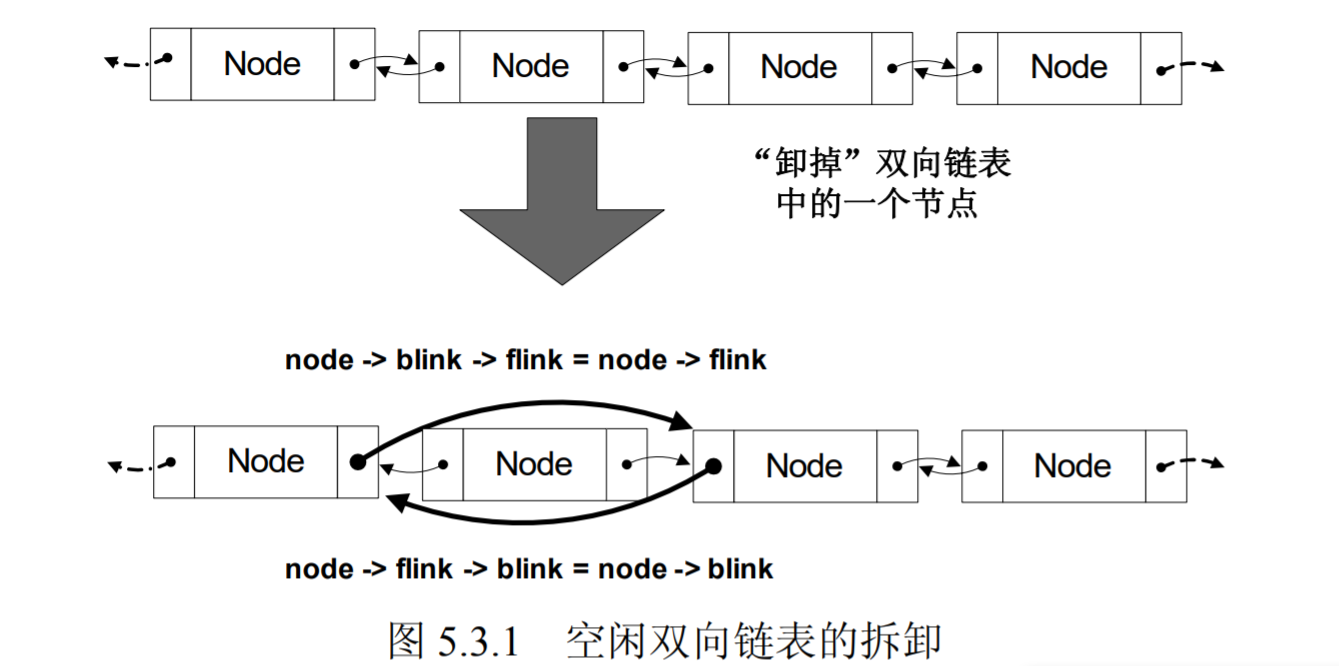 Node Node Node Node
“卸掉”双向链表
中的一个节点
node -> blink -> flink = node -> flink
Node Node Node Node
node -> flink -> blink = node -> blink
图 5.3.1 空闲双向链表的拆卸